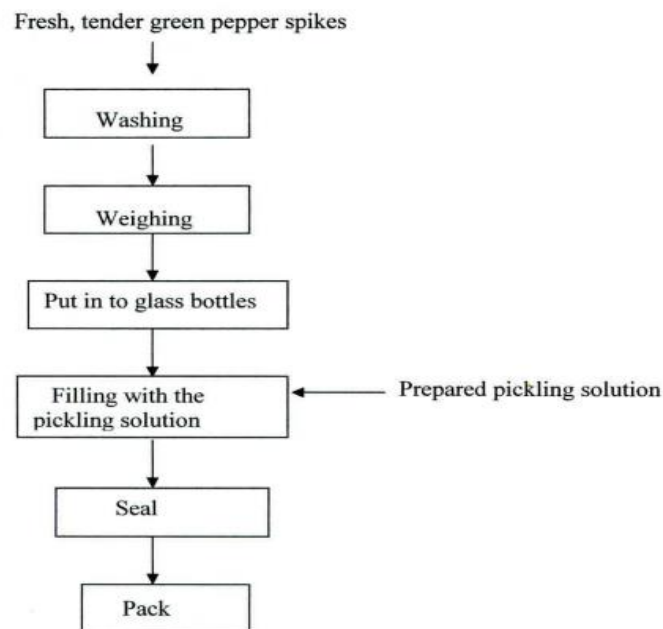 Fresh, tender green pepper spikes
Washing
Weighing
Put in to glass bottles
Filling with the
pickling solution
Prepared pickling solution
Seal
Pack